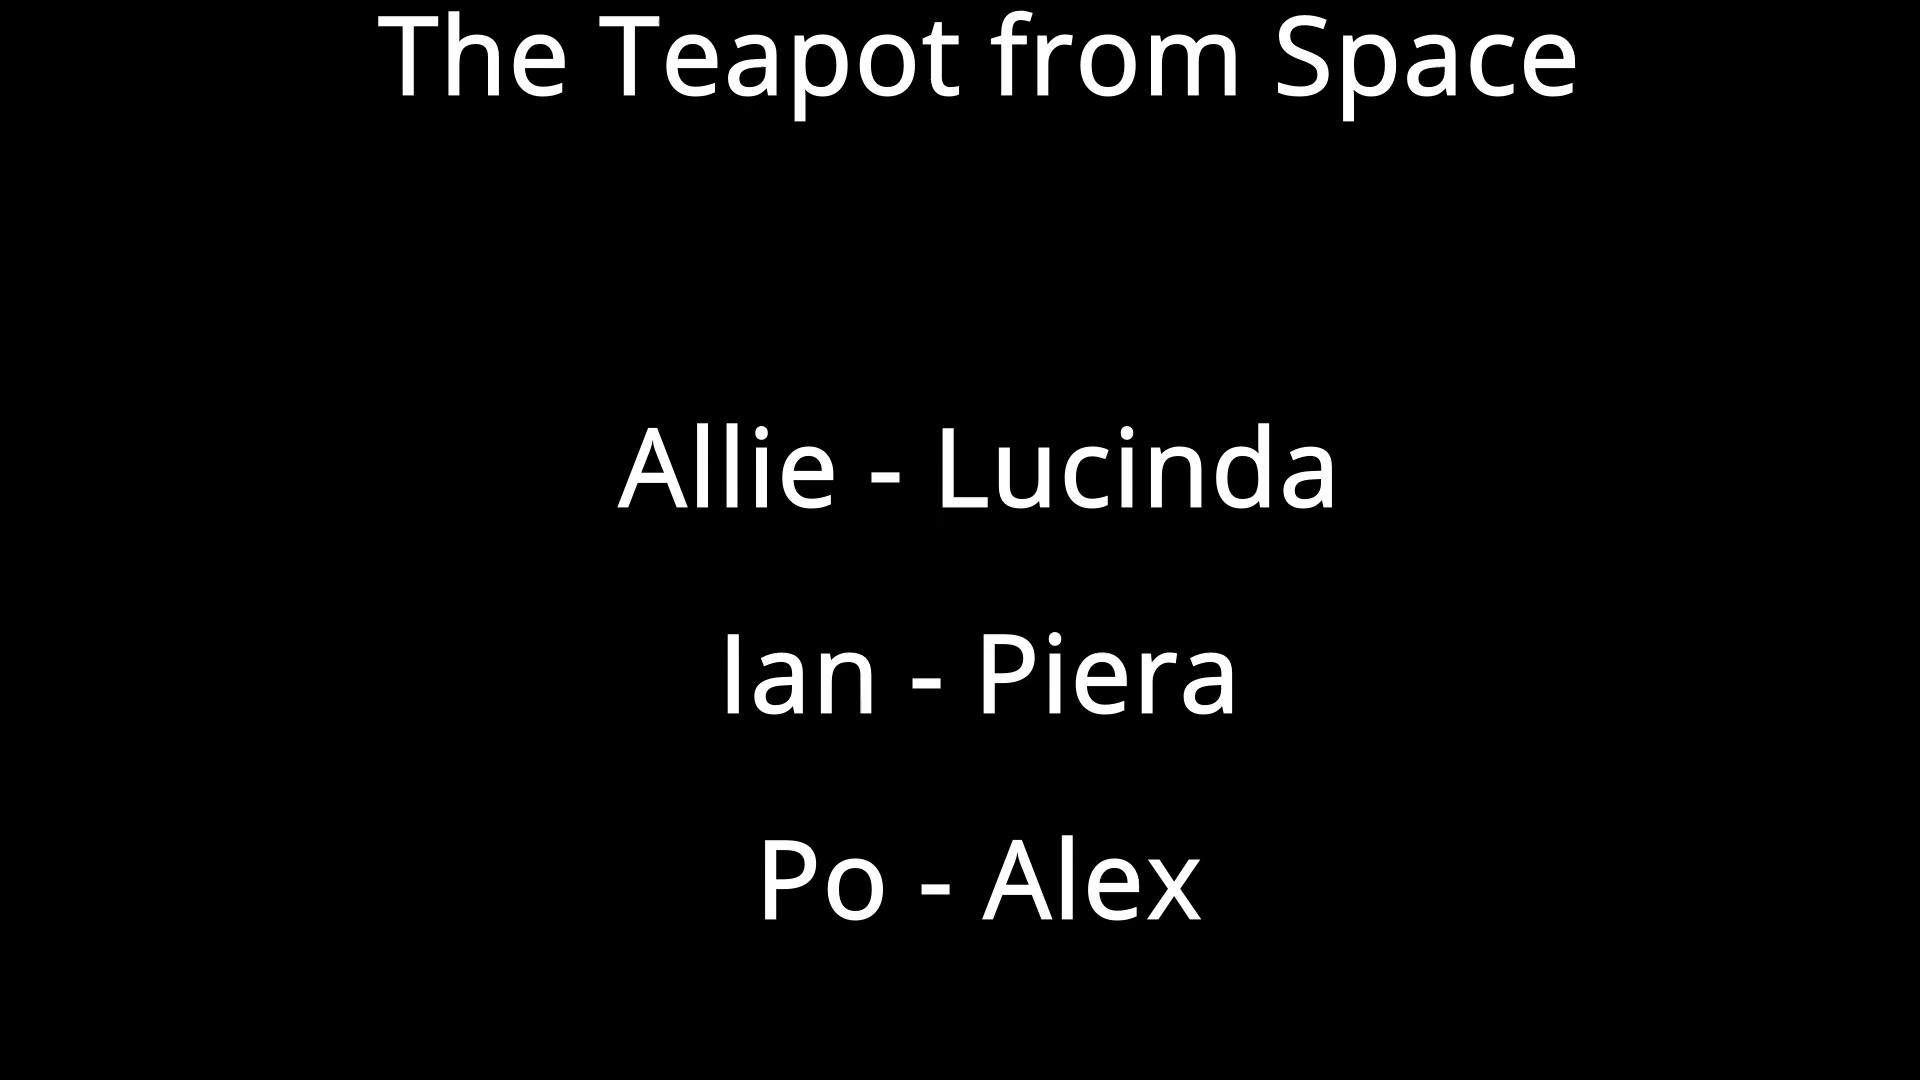 The Teapot from Space
Allie - Lucinda
Ian - Piera
Po - Alex